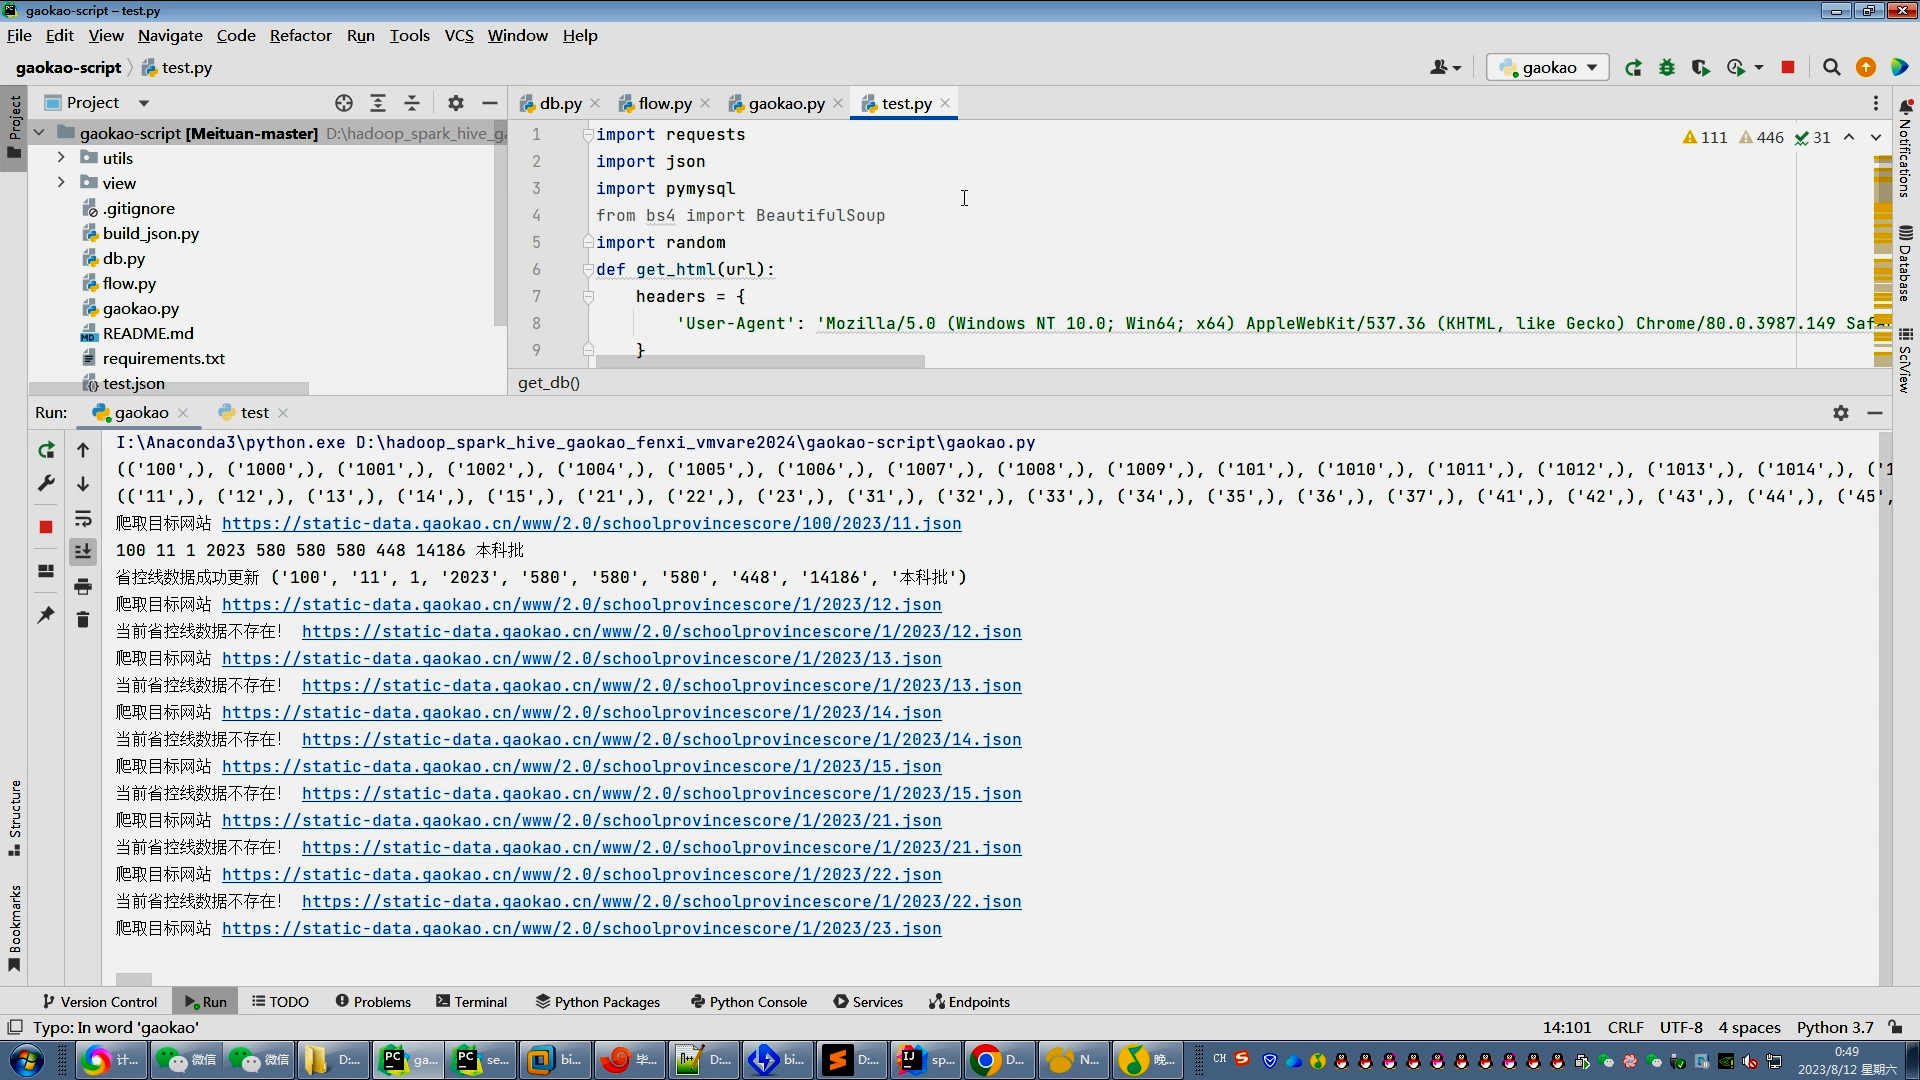 gaokao-script – test.py
File Edit View Navigate Code Refactor Run Tools VCS Window Help
gaokao-script test.py
gaokao
Project
db.py flow.py gaokao.py test.py
gaokao-script [Meituan-master] D:\hadoop_spark_hive_g
utils
view
.gitignore
build_json.py
db.py
flow.py
gaokao.py
README.md
requirements.txt
test.json
111 446 31
1 import requests
2 import json
3 import pymysql
4 from bs4 import BeautifulSoup
5 import random
6 def get_html(url):
7 headers = {
8 'User-Agent': 'Mozilla/5.0 (Windows NT 10.0; Win64; x64) AppleWebKit/537.36 (KHTML, like Gecko) Chrome/80.0.3987.149 Safa
9 }
get_db()
Project
Structure
Bookmarks
Notifications
Database
SciView
Run: gaokao test
I:\Anaconda3\python.exe D:\hadoop_spark_hive_gaokao_fenxi_vmvare2024\gaokao-script\gaokao.py
(('100',), ('1000',), ('1001',), ('1002',), ('1004',), ('1005',), ('1006',), ('1007',), ('1008',), ('1009',), ('101',), ('1010',), ('1011',), ('1012',), ('1013',), ('1014',), ('1
(('11',), ('12',), ('13',), ('14',), ('15',), ('21',), ('22',), ('23',), ('31',), ('32',), ('33',), ('34',), ('35',), ('36',), ('37',), ('41',), ('42',), ('43',), ('44',), ('45',
爬取目标网站 https://static-data.gaokao.cn/www/2.0/schoolprovincescore/100/2023/11.json
100 11 1 2023 580 580 580 448 14186 本科批
省控线数据成功更新 ('100', '11', 1, '2023', '580', '580', '580', '448', '14186', '本科批')
爬取目标网站 https://static-data.gaokao.cn/www/2.0/schoolprovincescore/1/2023/12.json
当前省控线数据不存在! https://static-data.gaokao.cn/www/2.0/schoolprovincescore/1/2023/12.json
爬取目标网站 https://static-data.gaokao.cn/www/2.0/schoolprovincescore/1/2023/13.json
当前省控线数据不存在! https://static-data.gaokao.cn/www/2.0/schoolprovincescore/1/2023/13.json
爬取目标网站 https://static-data.gaokao.cn/www/2.0/schoolprovincescore/1/2023/14.json
当前省控线数据不存在! https://static-data.gaokao.cn/www/2.0/schoolprovincescore/1/2023/14.json
爬取目标网站 https://static-data.gaokao.cn/www/2.0/schoolprovincescore/1/2023/15.json
当前省控线数据不存在! https://static-data.gaokao.cn/www/2.0/schoolprovincescore/1/2023/15.json
爬取目标网站 https://static-data.gaokao.cn/www/2.0/schoolprovincescore/1/2023/21.json
当前省控线数据不存在! https://static-data.gaokao.cn/www/2.0/schoolprovincescore/1/2023/21.json
爬取目标网站 https://static-data.gaokao.cn/www/2.0/schoolprovincescore/1/2023/22.json
当前省控线数据不存在! https://static-data.gaokao.cn/www/2.0/schoolprovincescore/1/2023/22.json
爬取目标网站 https://static-data.gaokao.cn/www/2.0/schoolprovincescore/1/2023/23.json
Version Control Run TODO Problems Terminal Python Packages Python Console Services Endpoints
Typo: In word 'gaokao' 14:101 CRLF UTF-8 4 spaces Python 3.7
计... 微信 微信 D:... ga... se... bi... 毕... D:... bi... D:... sp... D... N... 晚... CH 0:49
2023/8/12 星期六